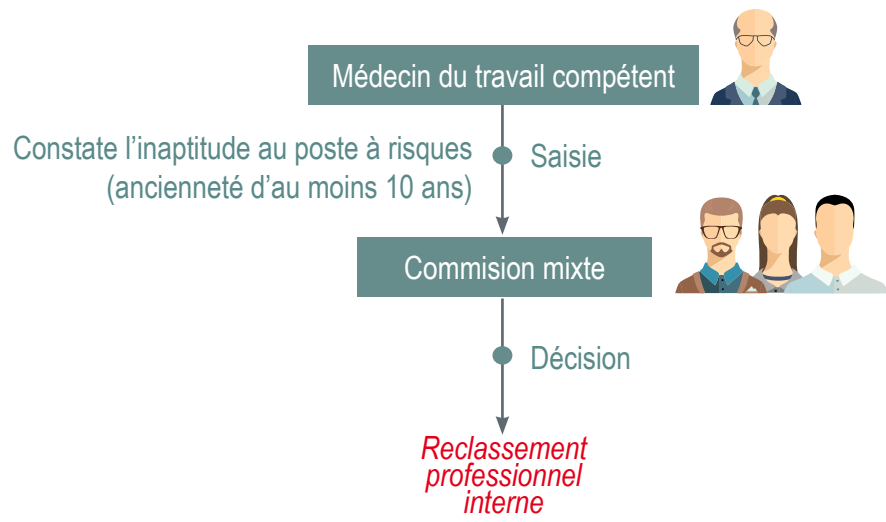 Médecin du travail compétent
Constate l’inaptitude au poste à risques
(ancienneté d’au moins 10 ans)
Saisie
Commision mixte
Décision
Reclassement
professionnel
interne